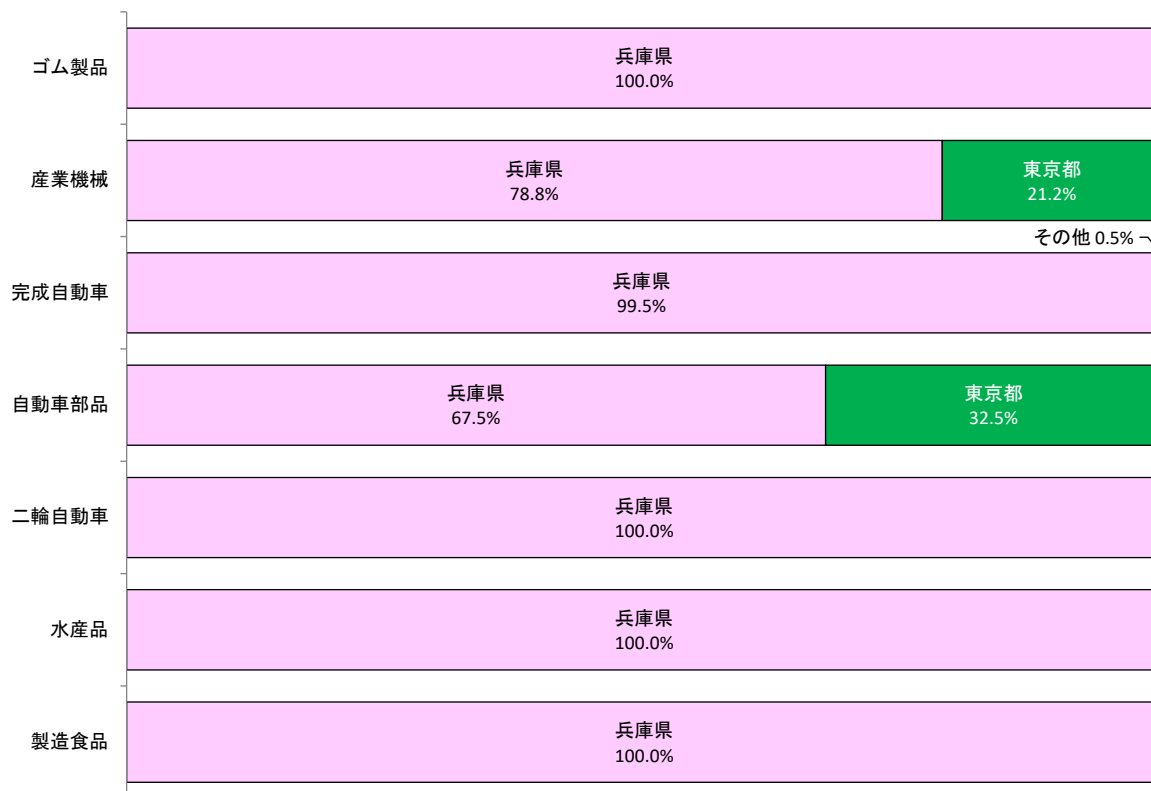 ゴム製品
兵庫県
100.0%
産業機械
兵庫県
78.8%
東京都
21.2%
その他 0.5%
完成自動車
兵庫県
99.5%
自動車部品
兵庫県
67.5%
東京都
32.5%
二輪自動車
兵庫県
100.0%
水産品
兵庫県
100.0%
製造食品
兵庫県
100.0%